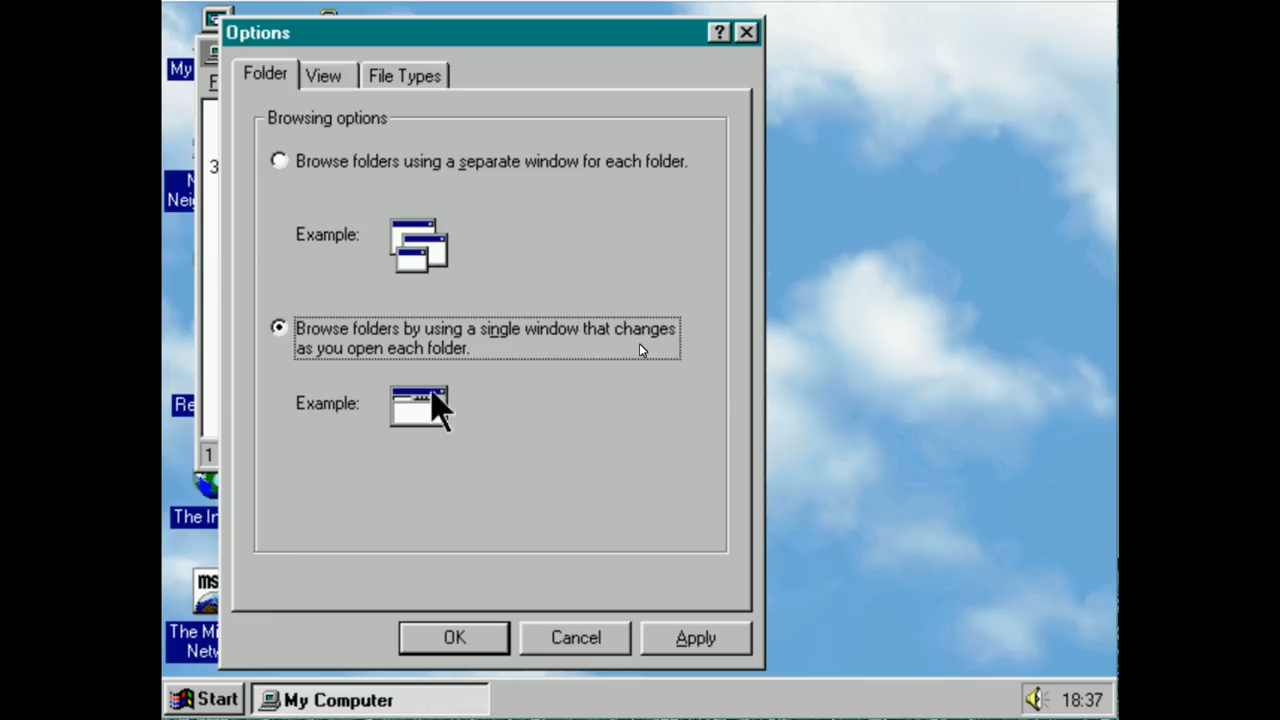 Options
My
Folder
View
File Types
Browsing options
Browse folders using a separate window for each folder.
3
Example:
Browse folders by using a single window that changes
as you open each folder.
Example:
1
The In
ms
The Mi
Netw
OK
Cancel
Apply
Start
My Computer
18:37